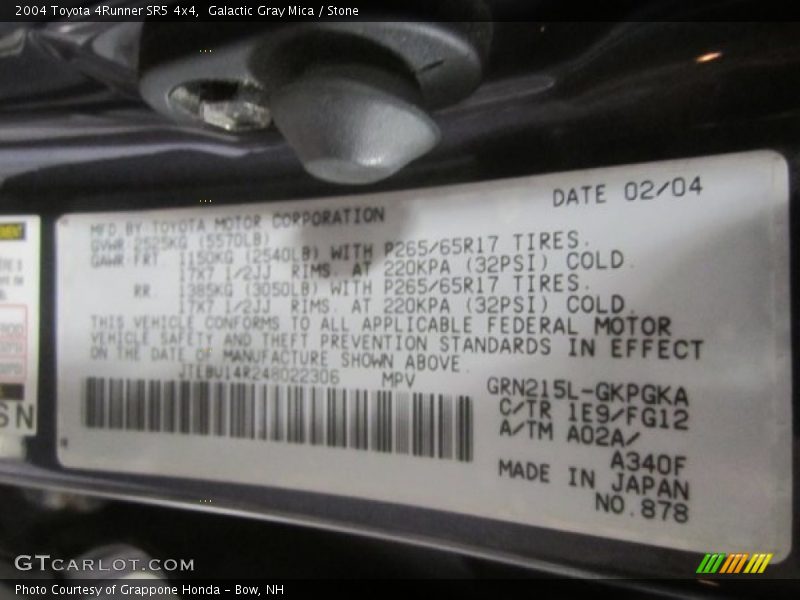 2004 Toyota 4Runner SR5 4x4,  Galactic Gray Mica / Stone
DATE 02/04
MFD BY TOYOTA MOTOR CORPORATION
GVWR 2525KG (5570LB)
GAWR FRT 1150KG (2540LB) WITH P265/65R17 TIRES.
17X7 1/2JJ RIMS. AT 220KPA (32PSI) COLD.
RR. 1385KG (3050LB) WITH P265/65R17 TIRES.
17X7 1/2JJ RIMS. AT 220KPA (32PSI) COLD.
THIS VEHICLE CONFORMS TO ALL APPLICABLE FEDERAL MOTOR
VEHICLE SAFETY AND THEFT PREVENTION STANDARDS IN EFFECT
ON THE DATE OF MANUFACTURE SHOWN ABOVE.
JTEBU14R248022306 MPV
GRN215L-GKPGKA
C/TR 1E9/FG12
A/TM A02A/
A340F
MADE IN JAPAN
NO.878
SN
GTCARLOT.COM
Photo Courtesy of Grappone Honda - Bow, NH